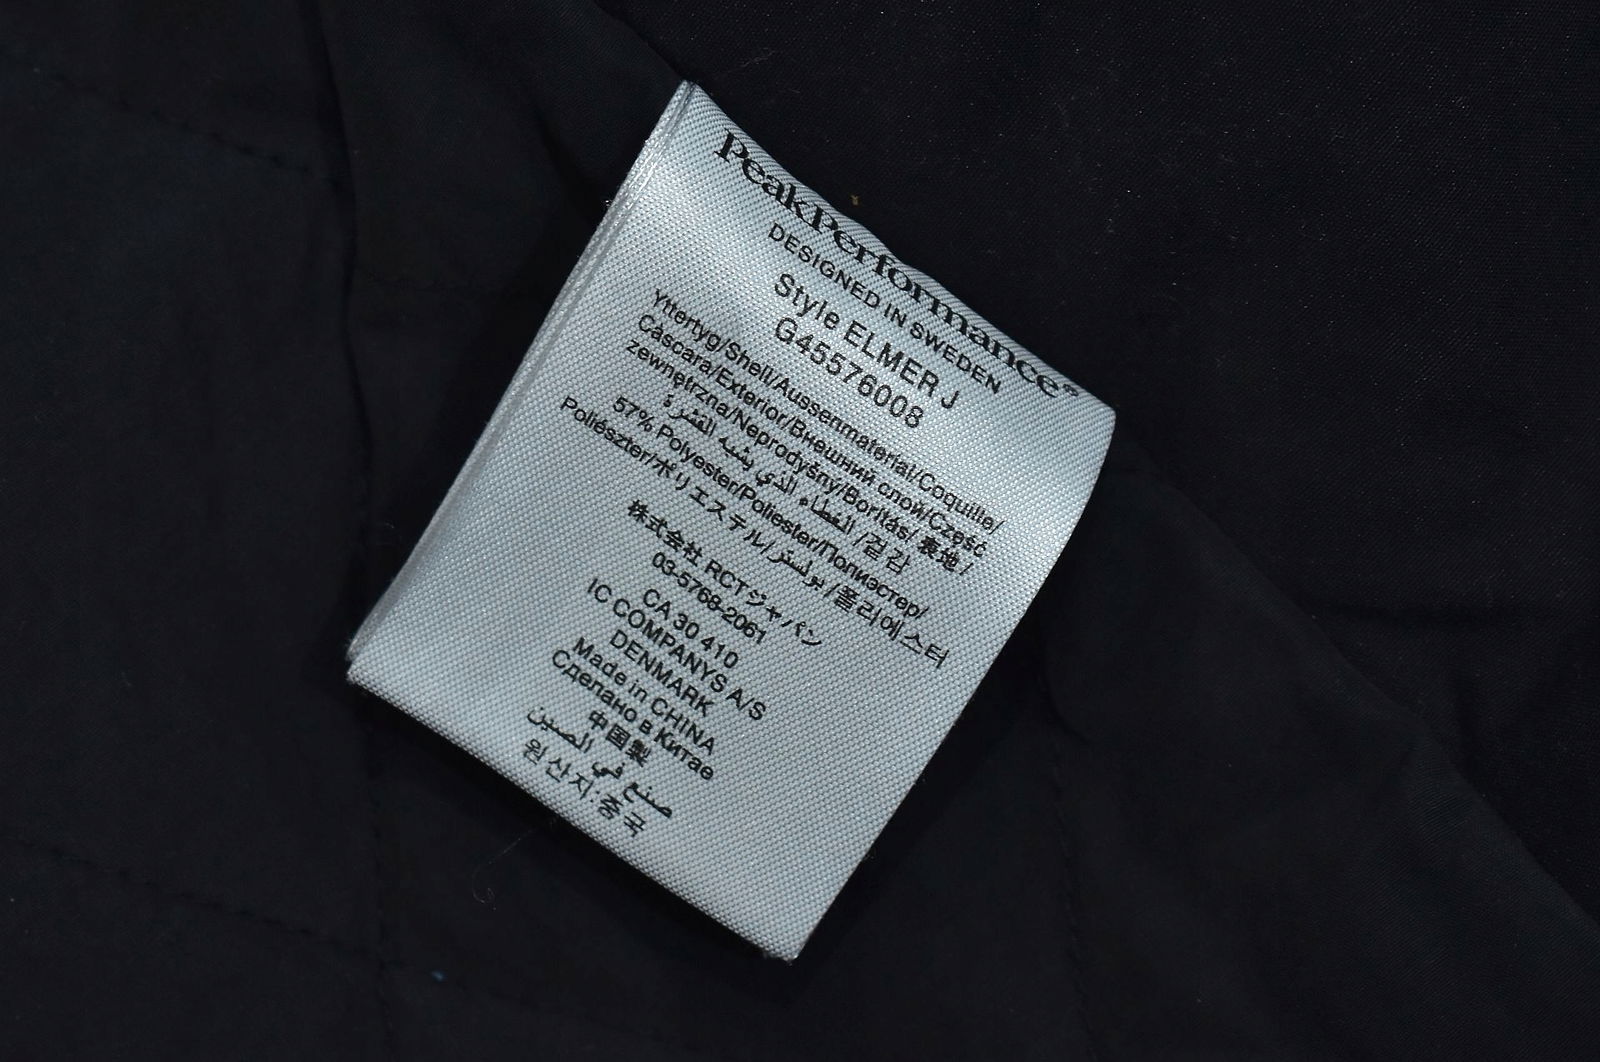 PeakPerformance®
DESIGNED IN SWEDEN
Style ELMER J
G45576008
Yttertyg/Shell/Aussenmaterial/Coquille/
Cáscara/Exterior/Внешний слой/Część
zewnętrzna/Neprodyšny/Borítás/ 表地 /
الغطاء الذي يشبه القشرة /겉감
57% Polyester/Poliester/Полиэстер/
Poliészter/ポリエステル/بولستر/폴리에스터
株式会社 RCTジャパン
03-5768-2061
CA 30 410
IC COMPANYS A/S
DENMARK
Made in CHINA
Сделано в Китае
中国製
صنع في الصين
원산지:중국